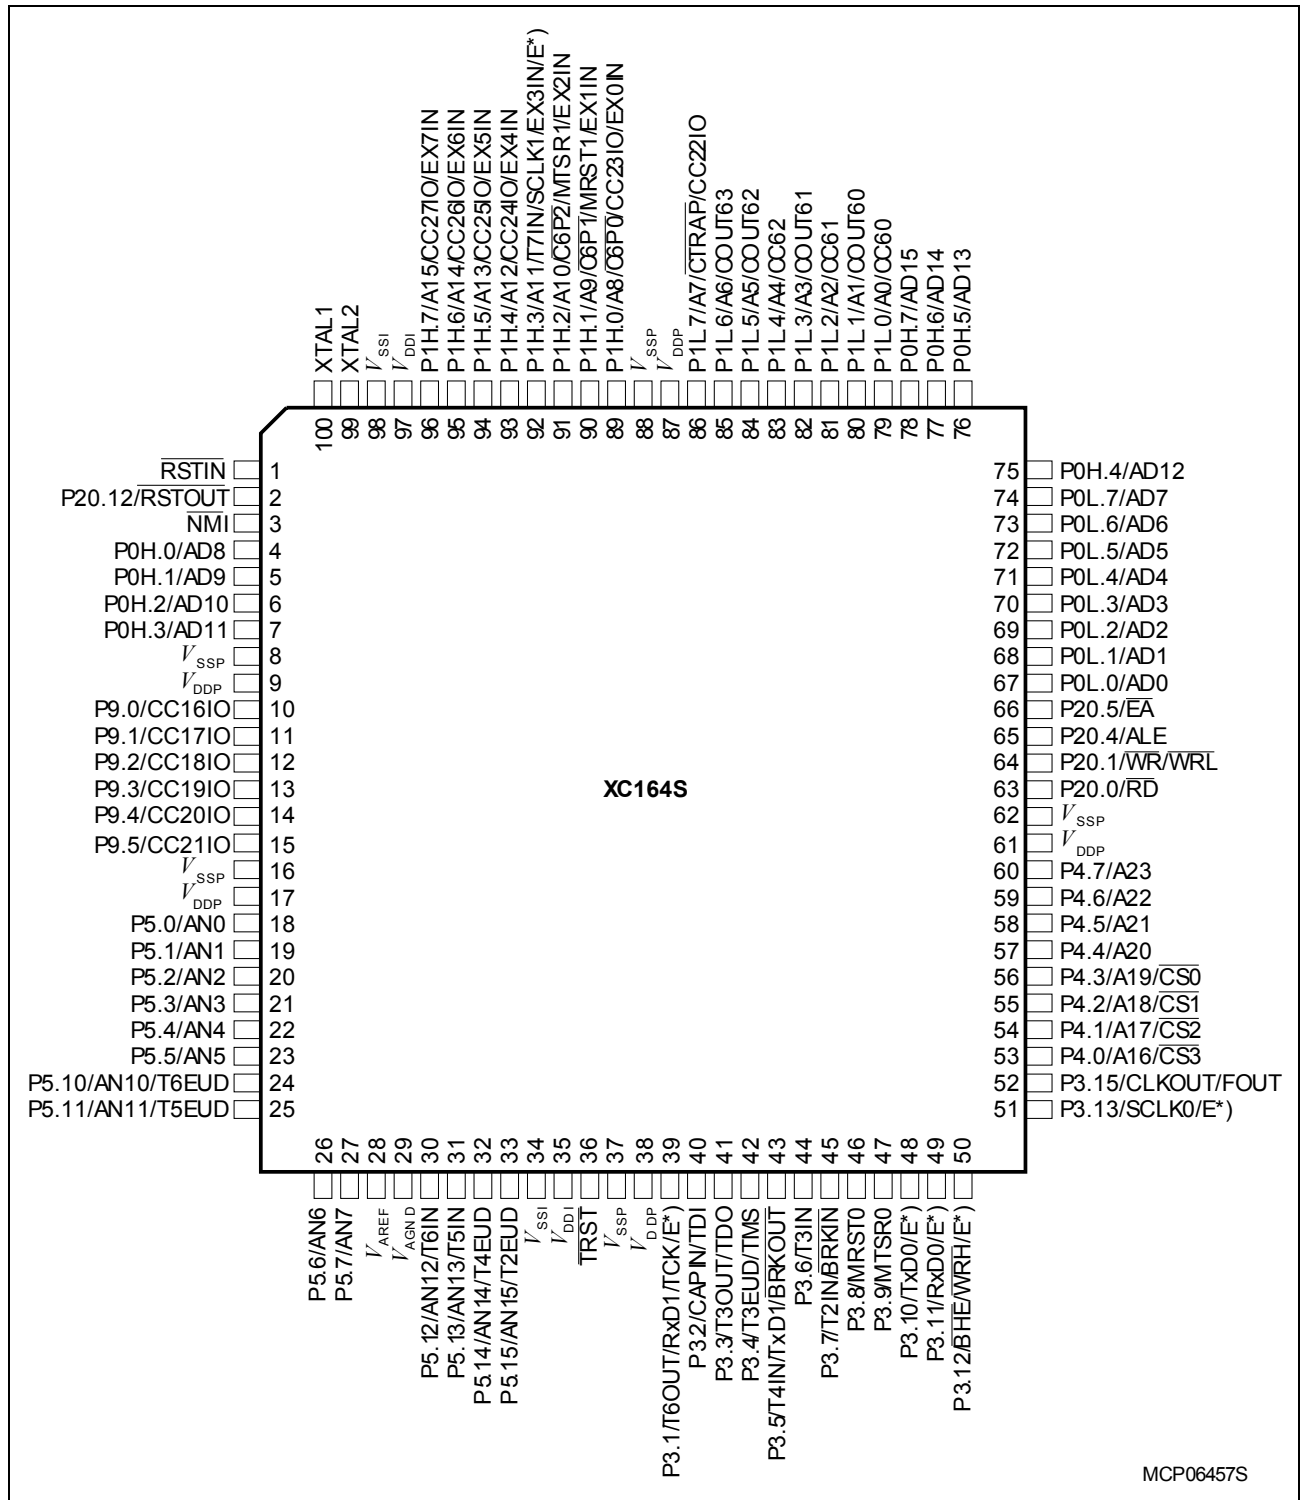 XTAL1
XTAL2
VSSI
VDDI
P1H.7/A15/CC27IO/EX7IN
P1H.6/A14/CC26IO/EX6IN
P1H.5/A13/CC25IO/EX5IN
P1H.4/A12/CC24IO/EX4IN
P1H.3/A11/T7IN/SCLK1/EX3IN/E*)
P1H.2/A10/C6P2/MTSR1/EX2IN
P1H.1/A9/C6P1/MRST1/EX1IN
P1H.0/A8/C6P0/CC23IO/EX0IN
VSSP
VDDP
P1L.7/A7/CTRAP/CC22IO
P1L.6/A6/COUT63
P1L.5/A5/COUT62
P1L.4/A4/CC62
P1L.3/A3/COUT61
P1L.2/A2/CC61
P1L.1/A1/COUT60
P1L.0/A0/CC60
P0H.7/AD15
P0H.6/AD14
P0H.5/AD13
100 99 98 97 96 95 94 93 92 91 90 89 88 87 86 85 84 83 82 81 80 79 78 77 76
RSTIN 1
P20.12/RSTOUT 2
NMI 3
P0H.0/AD8 4
P0H.1/AD9 5
P0H.2/AD10 6
P0H.3/AD11 7
VSSP 8
VDDP 9
P9.0/CC16IO 10
P9.1/CC17IO 11
P9.2/CC18IO 12
P9.3/CC19IO 13
P9.4/CC20IO 14
P9.5/CC21IO 15
VSSP 16
VDDP 17
P5.0/AN0 18
P5.1/AN1 19
P5.2/AN2 20
P5.3/AN3 21
P5.4/AN4 22
P5.5/AN5 23
P5.10/AN10/T6EUD 24
P5.11/AN11/T5EUD 25
XC164S
75 P0H.4/AD12
74 P0L.7/AD7
73 P0L.6/AD6
72 P0L.5/AD5
71 P0L.4/AD4
70 P0L.3/AD3
69 P0L.2/AD2
68 P0L.1/AD1
67 P0L.0/AD0
66 P20.5/EA
65 P20.4/ALE
64 P20.1/WR/WRL
63 P20.0/RD
62 VSSP
61 VDDP
60 P4.7/A23
59 P4.6/A22
58 P4.5/A21
57 P4.4/A20
56 P4.3/A19/CS0
55 P4.2/A18/CS1
54 P4.1/A17/CS2
53 P4.0/A16/CS3
52 P3.15/CLKOUT/FOUT
51 P3.13/SCLK0/E*)
26 27 28 29 30 31 32 33 34 35 36 37 38 39 40 41 42 43 44 45 46 47 48 49 50
P5.6/AN6
P5.7/AN7
VAREF
VAGND
P5.12/AN12/T6IN
P5.13/AN13/T5IN
P5.14/AN14/T4EUD
P5.15/AN15/T2EUD
VSSI
VDDI
TRST
VSSP
VDDP
P3.1/T6OUT/RxD1/TCK/E*)
P3.2/CAPIN/TDI
P3.3/T3OUT/TDO
P3.4/T3EUD/TMS
P3.5/T4IN/TxD1/BRKOUT
P3.6/T3IN
P3.7/T2IN/BRKIN
P3.8/MRST0
P3.9/MTSR0
P3.10/TxD0/E*)
P3.11/RxD0/E*)
P3.12/BHE/WRH/E*)
MCP06457S